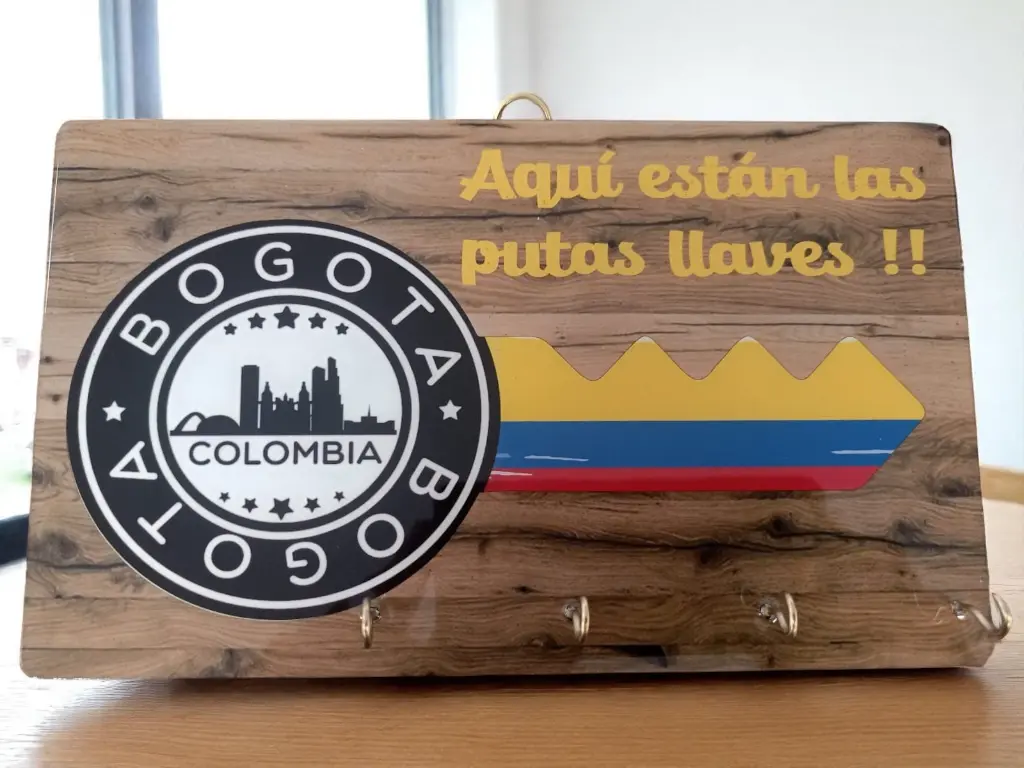 Aquí están las
putas llaves !!
BOGOTA
COLOMBIA
BOGOTA